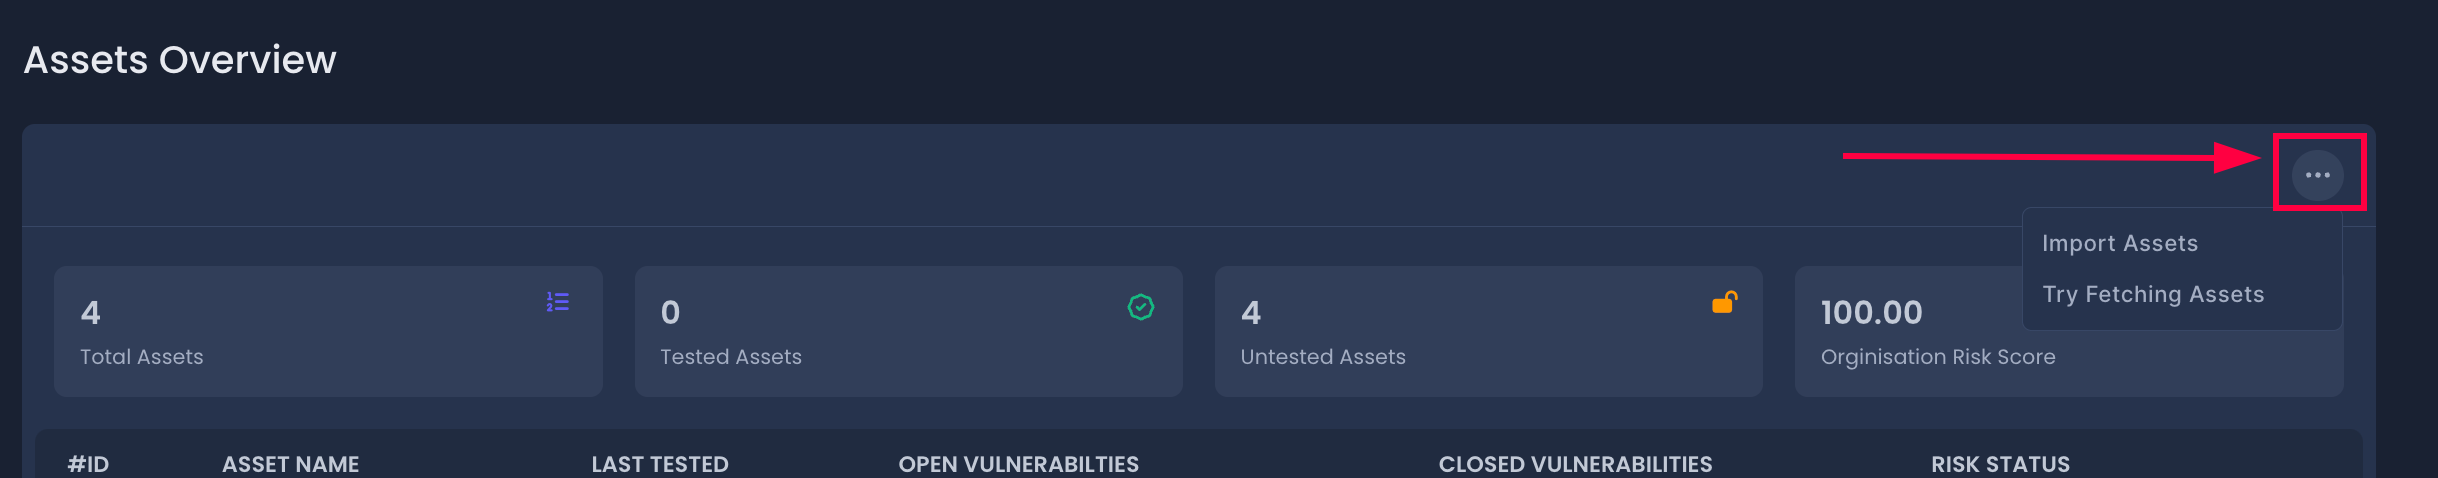 Assets Overview
Import Assets
Try Fetching Assets
4
Total Assets
0
Tested Assets
4
Untested Assets
100.00
Orginisation Risk Score
#ID ASSET NAME LAST TESTED OPEN VULNERABILTIES CLOSED VULNERABILITIES RISK STATUS